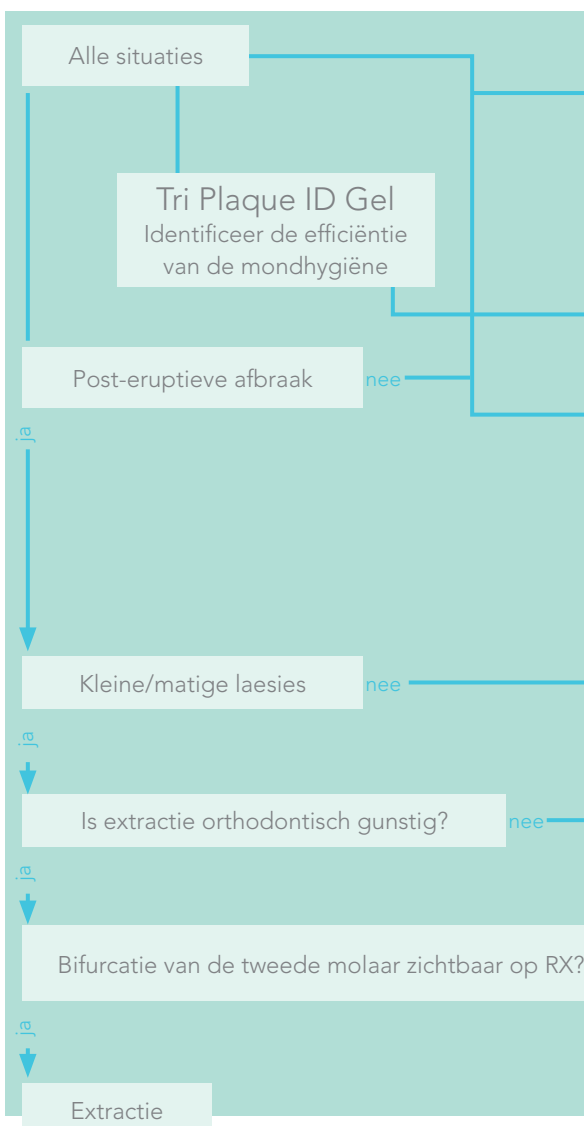 Alle situaties
Tri Plaque ID Gel
Identificeer de efficiëntie
van de mondhygiëne
Post-eruptieve afbraak
nee
ja
Kleine/matige laesies
nee
ja
Is extractie orthodontisch gunstig?
nee
ja
Bifurcatie van de tweede molaar zichtbaar op RX?
ja
Extractie